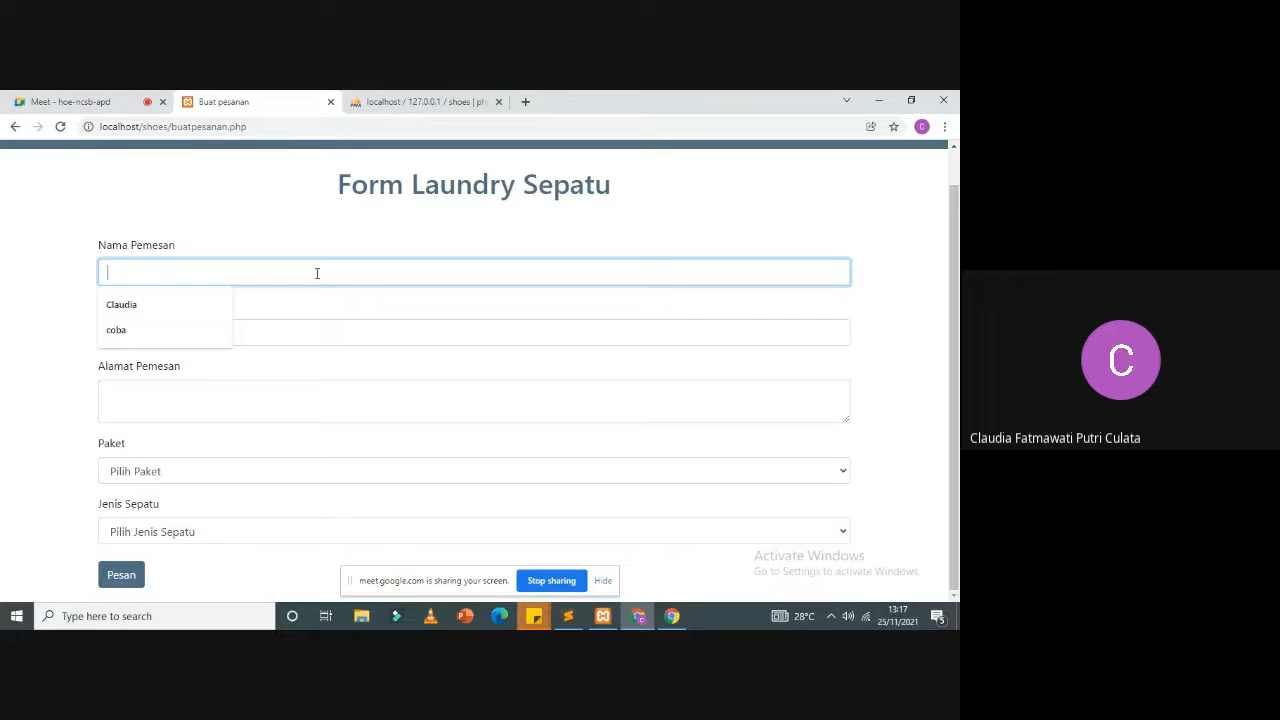 Meet - hoe-ncsb-apd
Buat pesanan
localhost / 127.0.0.1 / shoes | ph
localhost/shoes/buatpesanan.php
C
Form Laundry Sepatu
Nama Pemesan
Claudia
coba
Alamat Pemesan
Paket
Pilih Paket
Jenis Sepatu
Pilih Jenis Sepatu
Pesan
Activate Windows
Go to Settings to activate Windows.
meet.google.com is sharing your screen.
Stop sharing
Hide
Type here to search
28°C
13:17
25/11/2021
5
C
Claudia Fatmawati Putri Culata